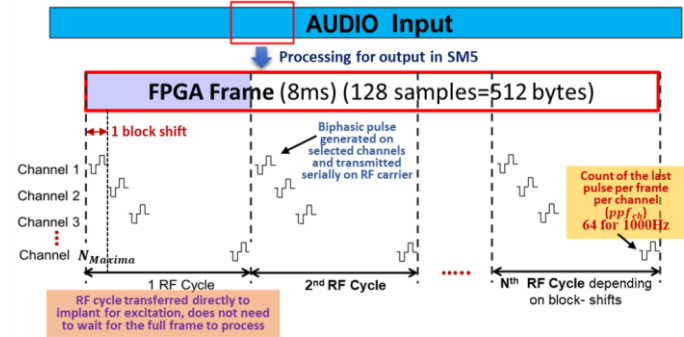 AUDIO Input
Processing for output in SM5
FPGA Frame (8ms) (128 samples=512 bytes)
1 block shift
Biphasic pulse
generated on
selected channels
and transmitted
serially on RF carrier
Channel 1
Channel 2
Channel 3
Channel N_Maxima
Count of the last
pulse per frame
per channel
(ppf_ch)
64 for 1000Hz
1 RF Cycle
2nd RF Cycle
Nth RF Cycle depending
on block- shifts
RF cycle transferred directly to
implant for excitation, does not need
to wait for the full frame to process